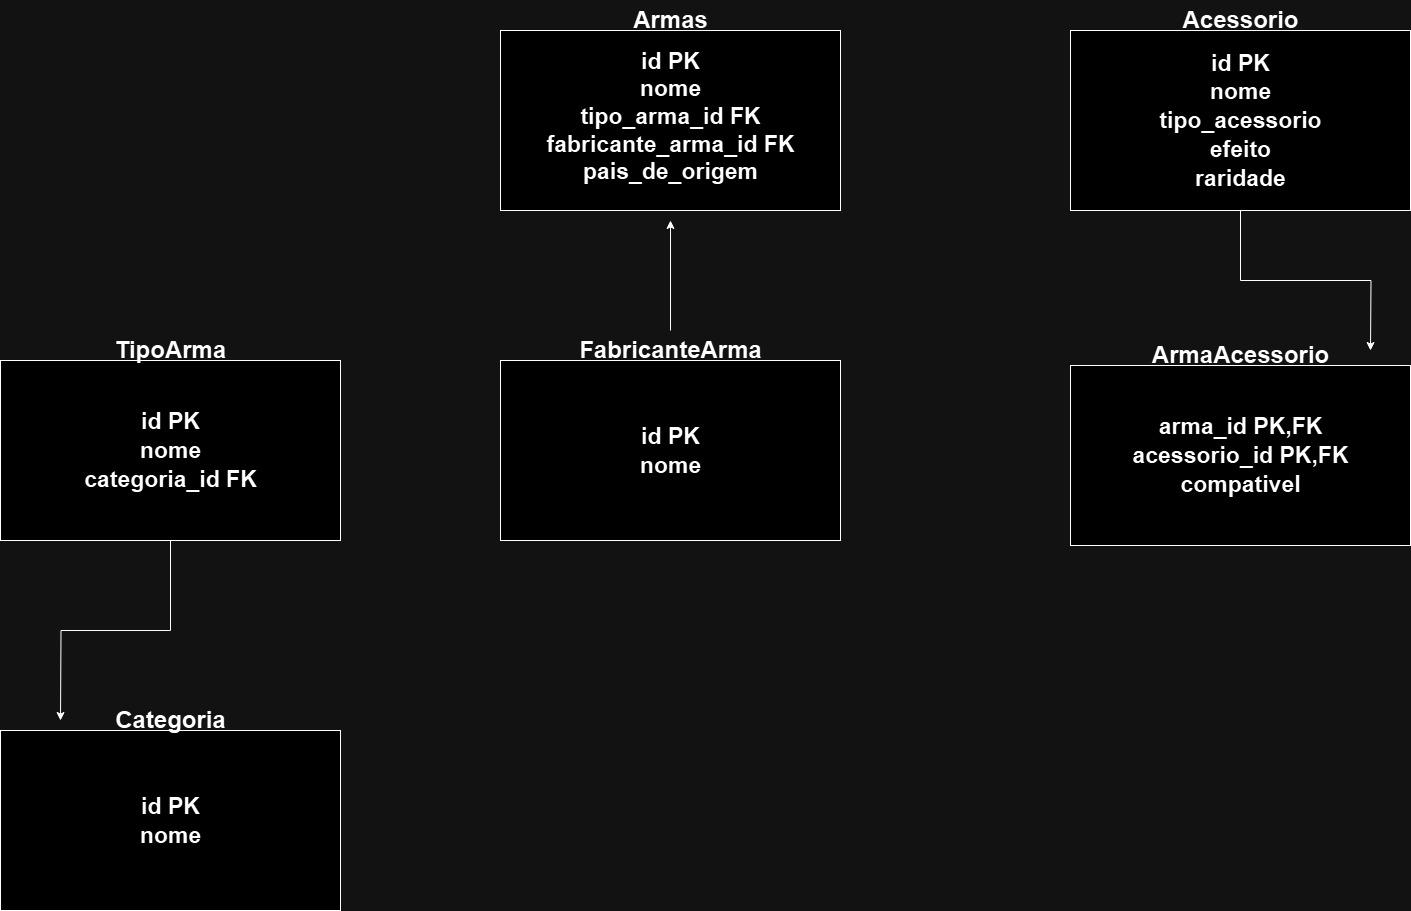 Armas
id PK
nome
tipo_arma_id FK
fabricante_arma_id FK
pais_de_origem
Acessorio
id PK
nome
tipo_acessorio
efeito
raridade
TipoArma
id PK
nome
categoria_id FK
FabricanteArma
id PK
nome
ArmaAcessorio
arma_id PK,FK
acessorio_id PK,FK
compativel
Categoria
id PK
nome